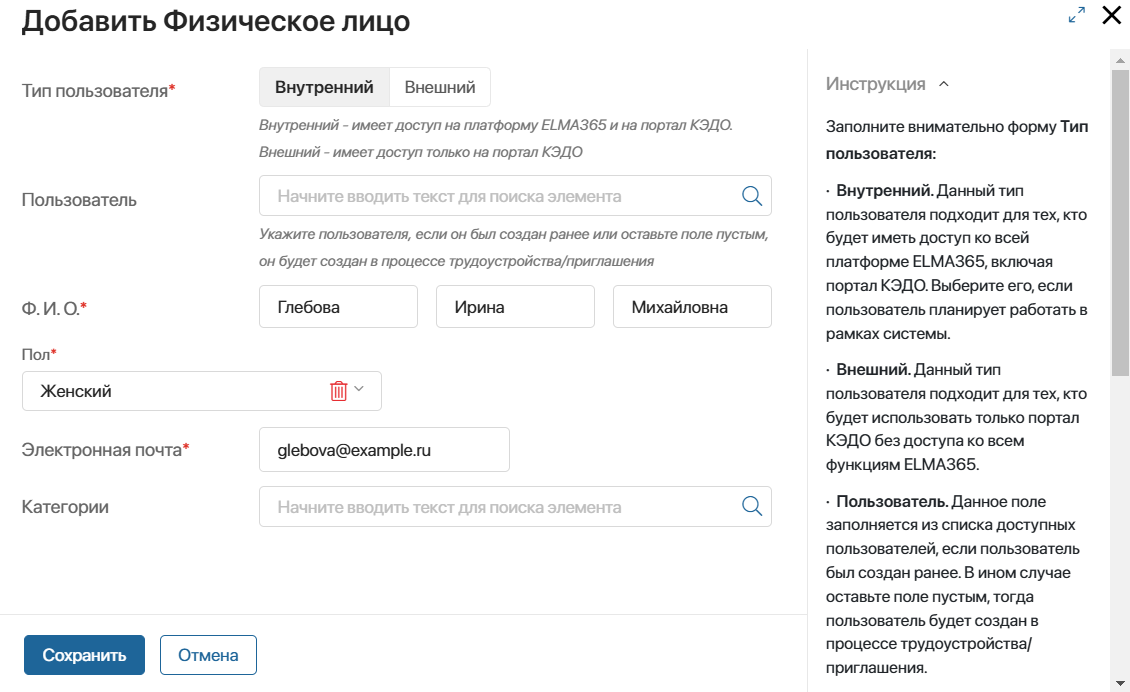 Добавить Физическое лицо
Тип пользователя*
Внутренний
Внешний
Внутренний - имеет доступ на платформу ELMA365 и на портал КЭДО.
Внешний - имеет доступ только на портал КЭДО
Пользователь
Начните вводить текст для поиска элемента
Укажите пользователя, если он был создан ранее или оставьте поле пустым,
он будет создан в процессе трудоустройства/приглашения
Ф. И. О.*
Глебова
Ирина
Михайловна
Пол*
Женский
Электронная почта*
glebova@example.ru
Категории
Начните вводить текст для поиска элемента
Сохранить
Отмена
Инструкция
Заполните внимательно форму Тип
пользователя:
· Внутренний. Данный тип
пользователя подходит для тех, кто
будет иметь доступ ко всей
платформе ELMA365, включая
портал КЭДО. Выберите его, если
пользователь планирует работать в
рамках системы.
· Внешний. Данный тип
пользователя подходит для тех, кто
будет использовать только портал
КЭДО без доступа ко всем
функциям ELMA365.
· Пользователь. Данное поле
заполняется из списка доступных
пользователей, если пользователь
был создан ранее. В ином случае
оставьте поле пустым, тогда
пользователь будет создан в
процессе трудоустройства/
приглашения.